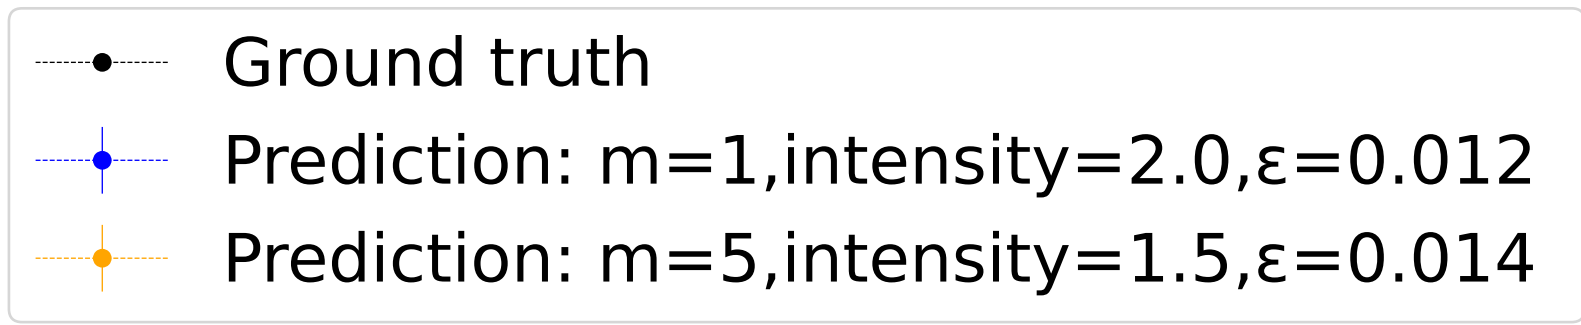 Ground truth
Prediction: m=1,intensity=2.0,ε=0.012
Prediction: m=5,intensity=1.5,ε=0.014